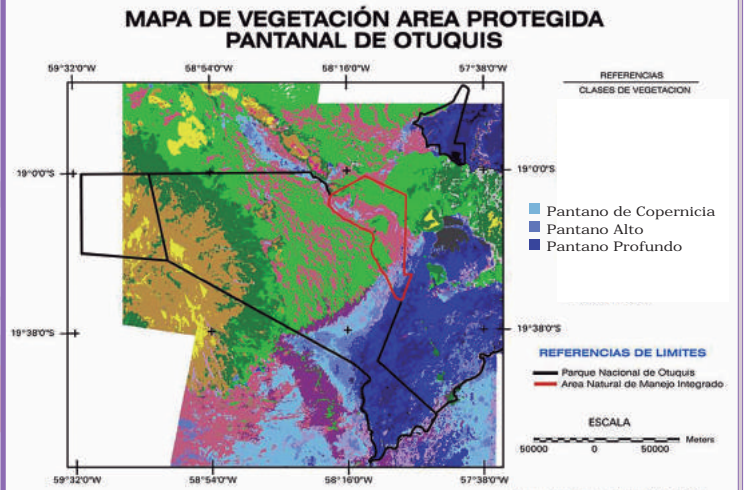 MAPA DE VEGETACIÓN AREA PROTEGIDA
PANTANAL DE OTUQUIS
59°32'0"W 58°54'0"W 58°16'0"W 57°38'0"W
REFERENCIAS
CLASES DE VEGETACION
19°0'0"S 19°0'0"S
Pantano de Copernicia
Pantano Alto
Pantano Profundo
19°38'0"S 19°38'0"S
REFERENCIAS DE LIMITES
Parque Nacional de Otuquis
Area Natural de Manejo Integrado
ESCALA
Meters
50000 0 50000
59°32'0"W 58°54'0"W 58°16'0"W 57°38'0"W